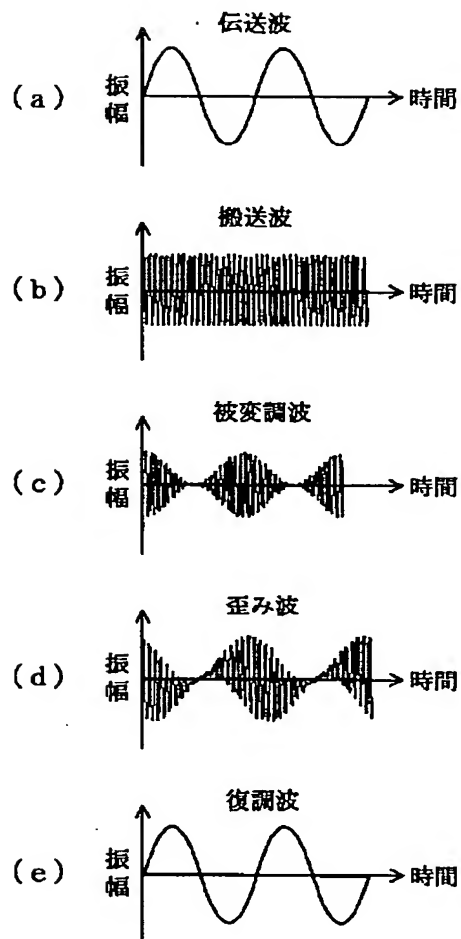 伝送波
(a) 振幅 時間
搬送波
(b) 振幅 時間
被変調波
(c) 振幅 時間
歪み波
(d) 振幅 時間
復調波
(e) 振幅 時間